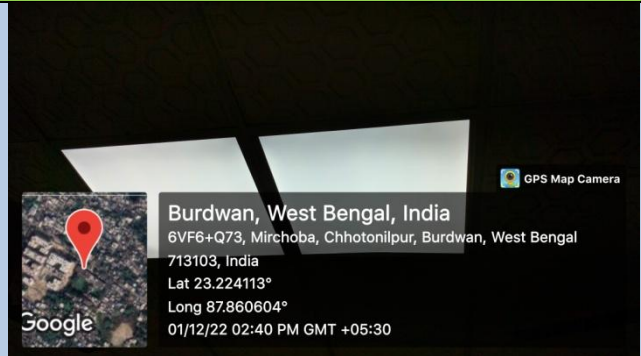 GPS Map Camera
Burdwan, West Bengal, India
6VF6+Q73, Mirchoba, Chhotonilpur, Burdwan, West Bengal
713103, India
Lat 23.224113°
Long 87.860604°
01/12/22 02:40 PM GMT +05:30
Google